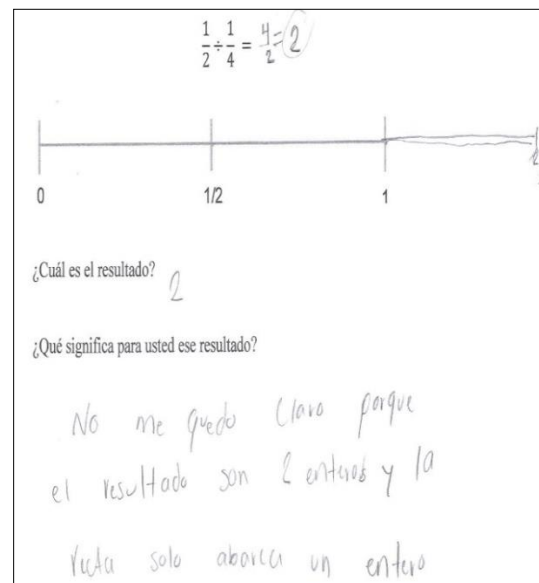 1/2 ÷ 1/4 = 4/2 = 2
0 1/2 1 2
¿Cuál es el resultado? 2
¿Qué significa para usted ese resultado?
No me quedo claro porque
el resultado son 2 enteros y la
recta solo abarca un entero